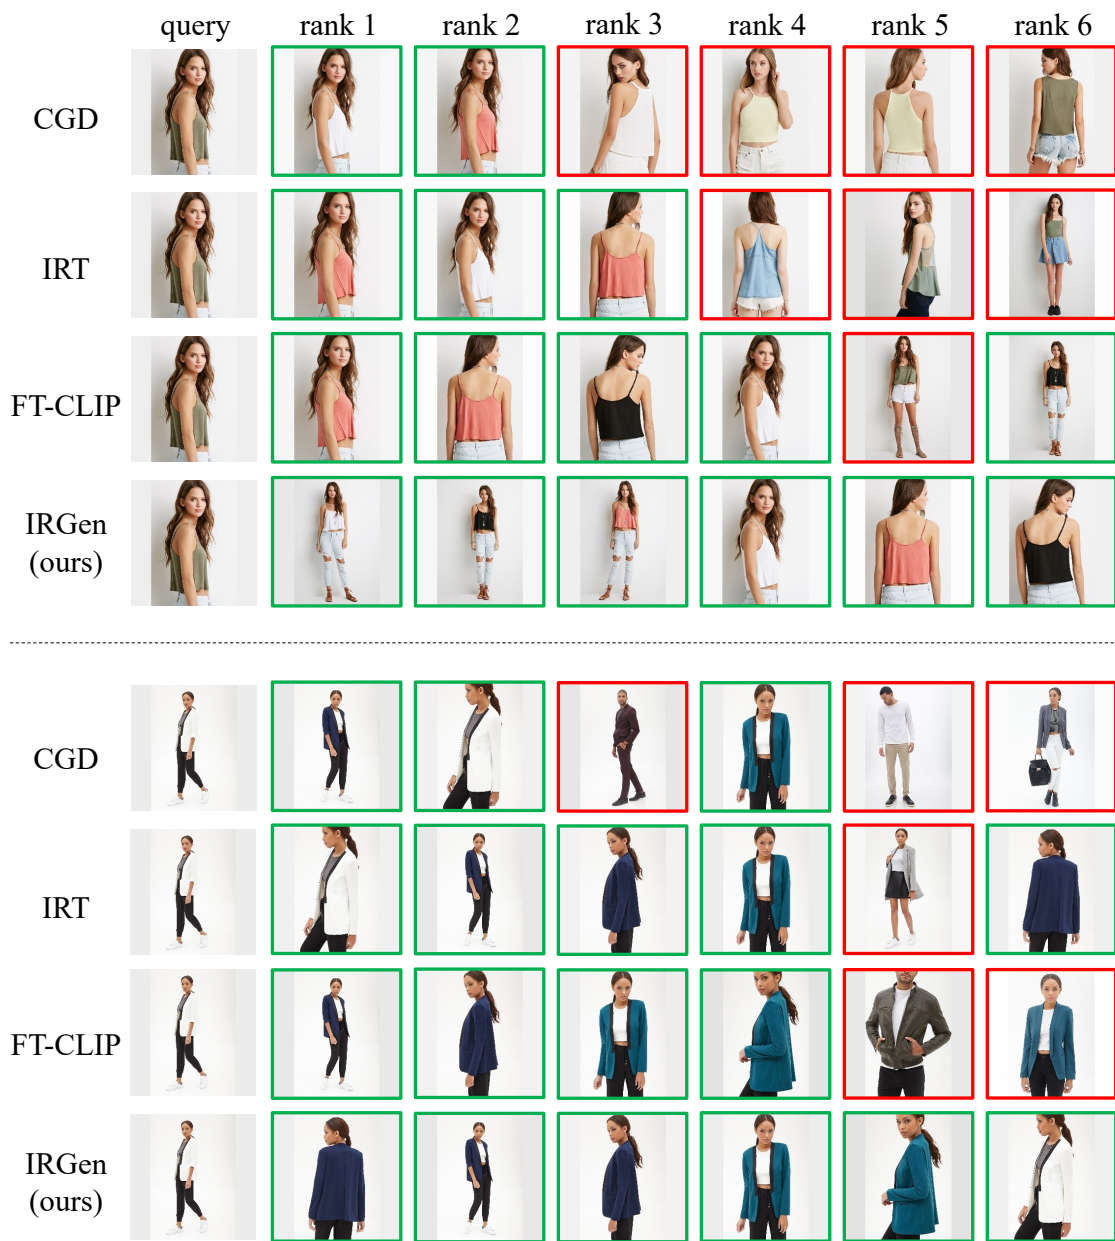 query rank 1 rank 2 rank 3 rank 4 rank 5 rank 6
CGD
IRT
FT-CLIP
IRGen
(ours)
CGD
IRT
FT-CLIP
IRGen
(ours)